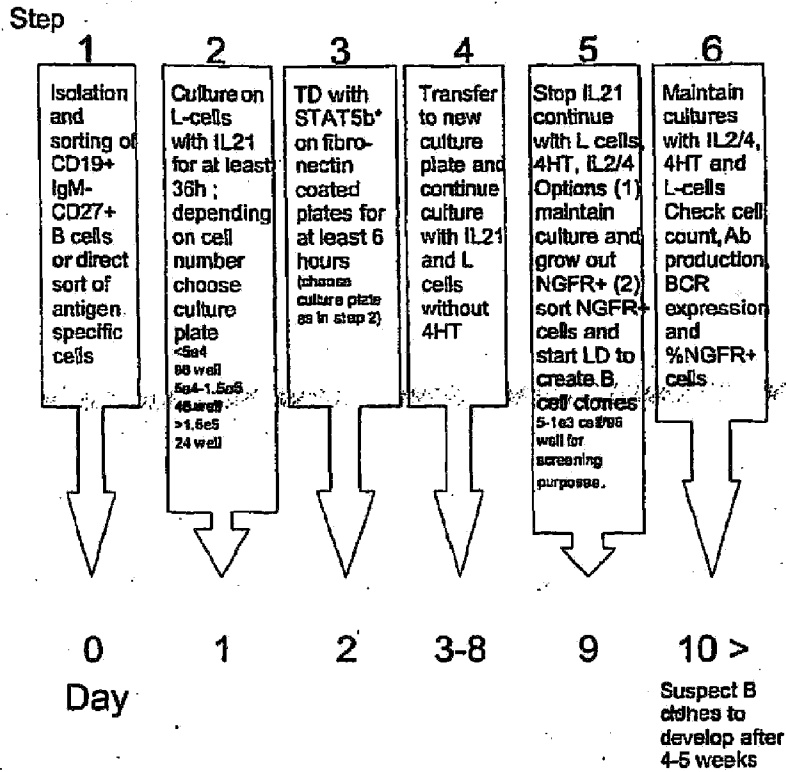 Step
1
Isolation
and
sorting of
CD19+
IgM-
CD27+
B cells
or direct
sort of
antigen
specific
cells
2
Culture on
L-cells
with IL21
for at least
36h ;
depending
on cell
number
choose
culture
plate
<5e4
96 well
5e4-1.5e5
48 well
>1.5e5
24 well
3
TD with
STAT5b*
on fibro-
nectin
coated
plates for
at least 6
hours
(choose
culture plate
as in step 2)
4
Transfer
to new
culture
plate and
continue
culture
with IL21
and L
cells
without
4HT
5
Stop IL21
continue
with L cells,
4HT, IL2/4
Options (1)
maintain
culture and
grow out
NGFR+ (2)
sort NGFR+
cells and
start LD to
create B
cell clones
5-1e3 cell/96
well for
screening
purposes.
6
Maintain
cultures
with IL2/4,
4HT and
L-cells
Check cell
count, Ab
production,
BCR
expression
and
%NGFR+
cells
0
1
2
3-8
9
10 >
Day
Suspect B
clones to
develop after
4-5 weeks